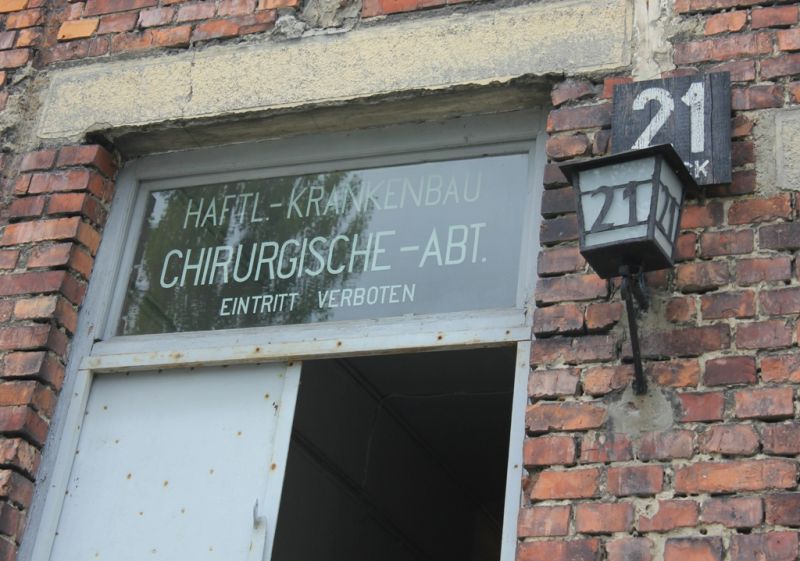 HAFTL.-KRANKENBAU
CHIRURGISCHE-ABT.
EINTRITT VERBOTEN
21
21